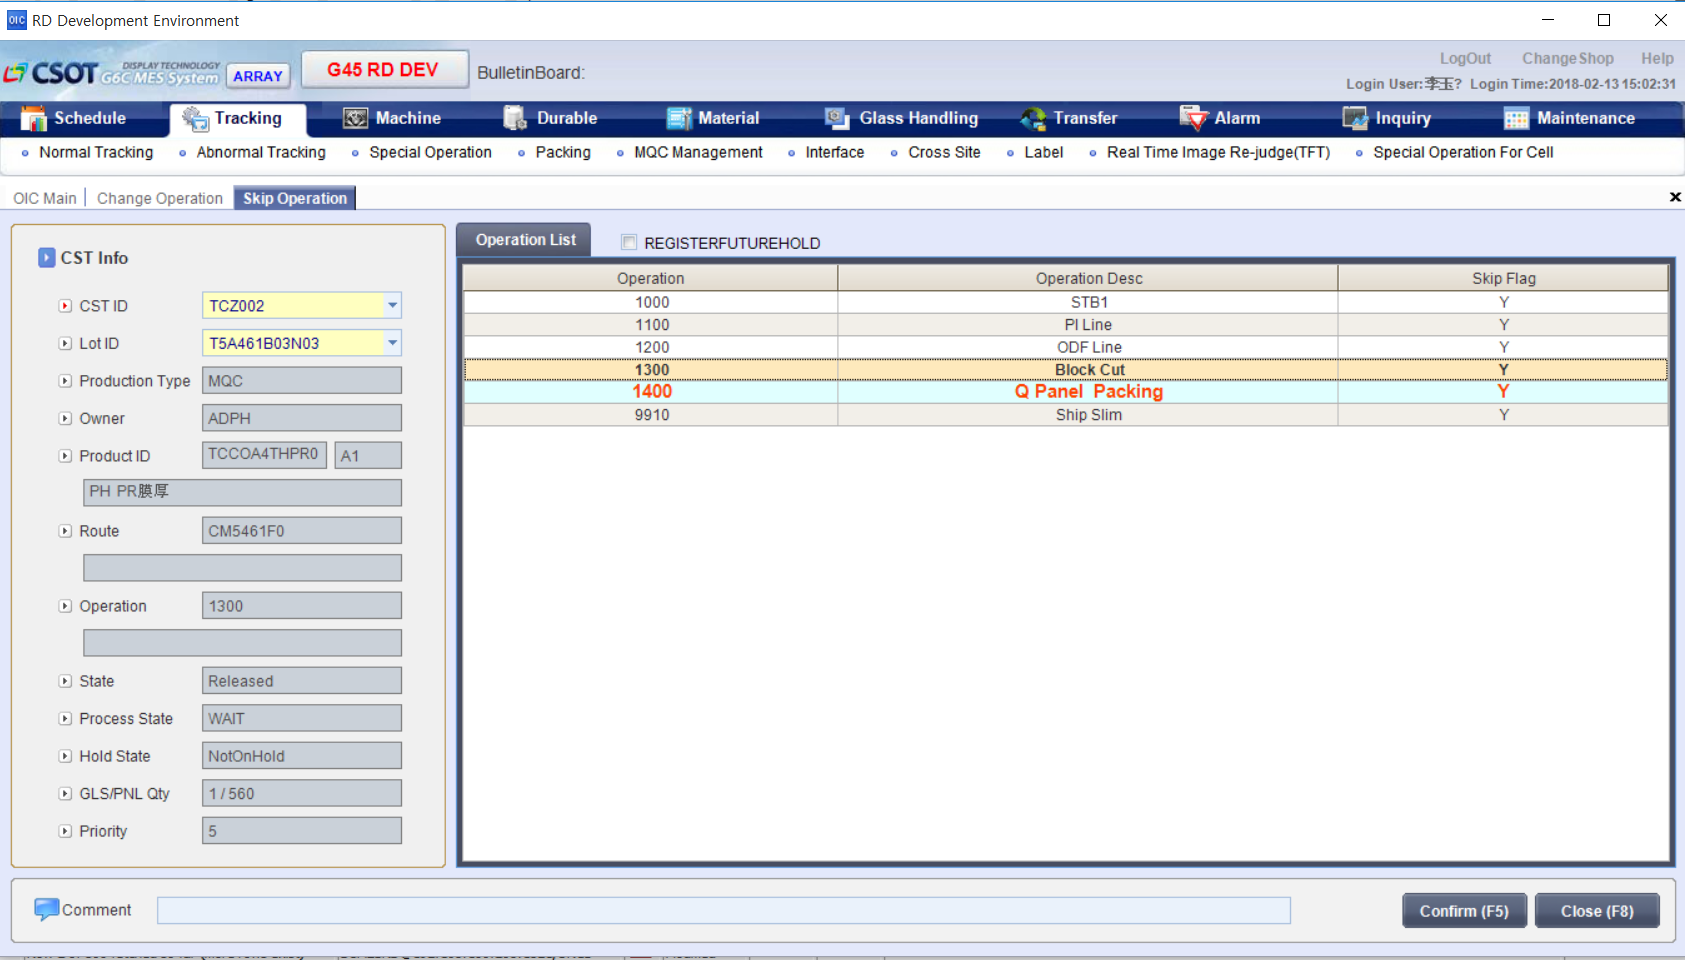 OIC RD Development Environment
CSOT DISPLAY TECHNOLOGY G6C MES System ARRAY G45 RD DEV BulletinBoard:
LogOut ChangeShop Help
Login User:李玉? Login Time:2018-02-13 15:02:31
Schedule Tracking Machine Durable Material Glass Handling Transfer Alarm Inquiry Maintenance
Normal Tracking Abnormal Tracking Special Operation Packing MQC Management Interface Cross Site Label Real Time Image Re-judge(TFT) Special Operation For Cell
OIC Main Change Operation Skip Operation
CST Info
CST ID TCZ002
Lot ID T5A461B03N03
Production Type MQC
Owner ADPH
Product ID TCCOA4THPR0 A1
PH PR膜厚
Route CM5461F0
Operation 1300
State Released
Process State WAIT
Hold State NotOnHold
GLS/PNL Qty 1 / 560
Priority 5
Operation List REGISTERFUTUREHOLD
Operation Operation Desc Skip Flag
1000 STB1 Y
1100 PI Line Y
1200 ODF Line Y
1300 Block Cut Y
1400 Q Panel Packing Y
9910 Ship Slim Y
Comment Confirm (F5) Close (F8)